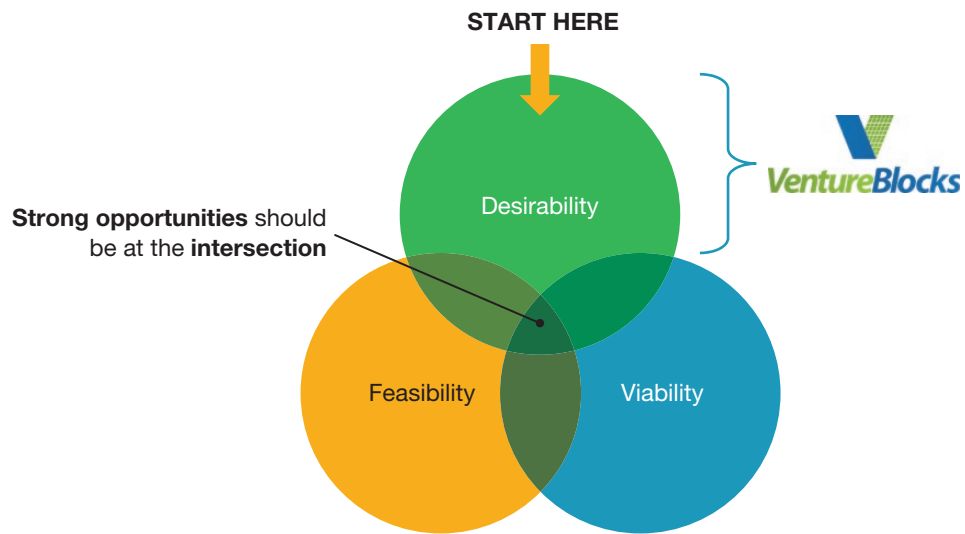 START HERE
VentureBlocks
Desirability
Strong opportunities should
be at the intersection
Feasibility
Viability